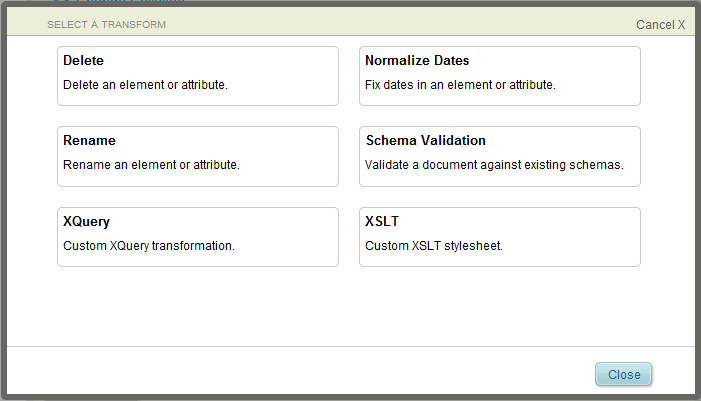 SELECT A TRANSFORM
Cancel X
Delete
Delete an element or attribute.
Normalize Dates
Fix dates in an element or attribute.
Rename
Rename an element or attribute.
Schema Validation
Validate a document against existing schemas.
XQuery
Custom XQuery transformation.
XSLT
Custom XSLT stylesheet.
Close